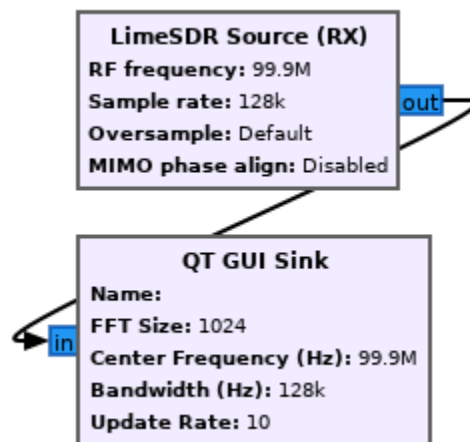 LimeSDR Source (RX)
RF frequency: 99.9M
Sample rate: 128k
Oversample: Default
MIMO phase align: Disabled
out
QT GUI Sink
Name:
FFT Size: 1024
in
Center Frequency (Hz): 99.9M
Bandwidth (Hz): 128k
Update Rate: 10